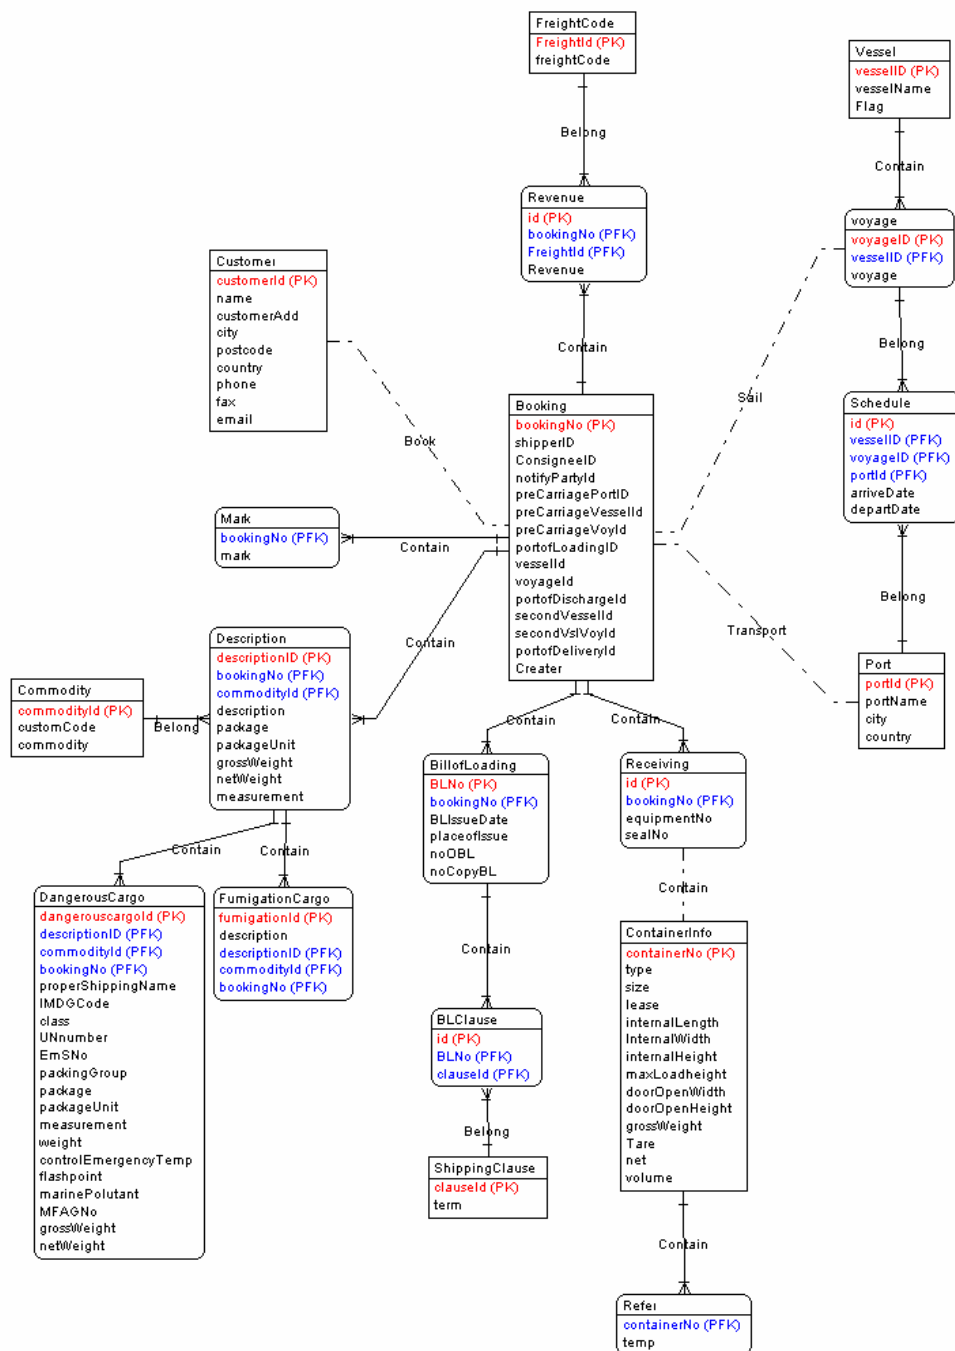 FreightCode
FreightId (PK)
freightCode
Vessel
vesselID (PK)
vesselName
Flag
Belong
Contain
Revenue
id (PK)
bookingNo (PFK)
FreightId (PFK)
Revenue
voyage
voyageID (PK)
vesselID (PFK)
voyage
Customer
customerId (PK)
name
customerAdd
city
postcode
country
phone
fax
email
Contain
Belong
Sail
Book
Booking
bookingNo (PK)
shipperID
ConsigneeID
notifyPartyId
preCarriagePortID
preCarriageVesselId
preCarriageVoyId
portofLoadingID
vesselId
voyageId
portofDischargeId
secondVesselId
secondVslVoyId
portofDeliveryId
Creater
Schedule
id (PK)
vesselID (PFK)
voyageID (PFK)
portId (PFK)
arriveDate
departDate
Mark
bookingNo (PFK)
mark
Contain
Belong
Contain
Transport
Port
portId (PK)
portName
city
country
Description
descriptionID (PK)
bookingNo (PFK)
commodityId (PFK)
description
package
packageUnit
grossWeight
netWeight
measurement
Commodity
commodityId (PK)
customCode
commodity
Belong
Contain
Contain
BillofLoading
BLNo (PK)
bookingNo (PFK)
BLIssueDate
placeofIssue
noOBL
noCopyBL
Receiving
id (PK)
bookingNo (PFK)
equipmentNo
sealNo
Contain
Contain
Contain
DangerousCargo
dangerouscargoId (PK)
descriptionID (PFK)
commodityId (PFK)
bookingNo (PFK)
properShippingName
IMDGCode
class
UNnumber
EmSNo
packingGroup
package
packageUnit
measurement
weight
controlEmergencyTemp
flashpoint
marinePolutant
MFAGNo
grossWeight
netWeight
FumigationCargo
fumigationId (PK)
description
descriptionID (PFK)
commodityId (PFK)
bookingNo (PFK)
Contain
ContainerInfo
containerNo (PK)
type
size
lease
internalLength
InternalWidth
internalHeight
maxLoadheight
doorOpenWidth
doorOpenHeight
grossWeight
Tare
net
volume
BLClause
id (PK)
BLNo (PFK)
clauseId (PFK)
Belong
ShippingClause
clauseId (PK)
term
Contain
Refer
containerNo (PFK)
temp